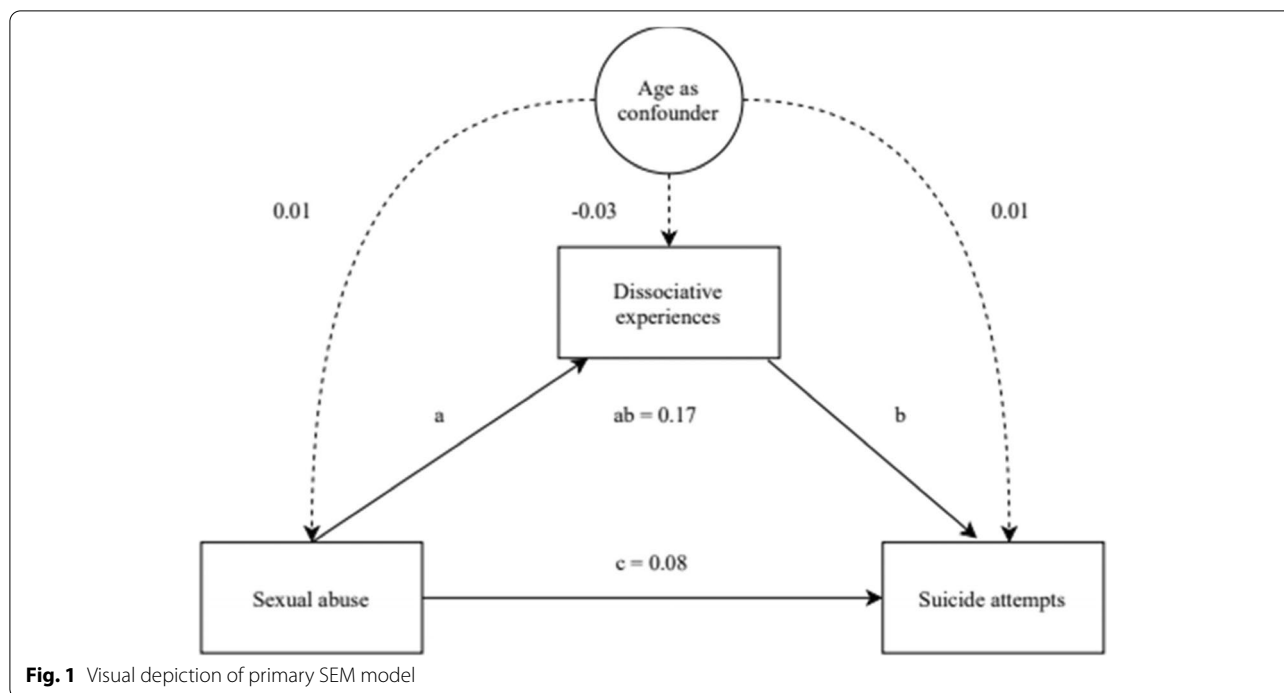 Age as
confounder
0.01
-0.03
0.01
Dissociative
experiences
a
ab = 0.17
b
c = 0.08
Sexual abuse
Suicide attempts
Fig. 1 Visual depiction of primary SEM model